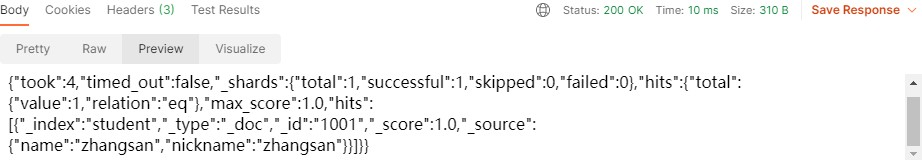 Body Cookies Headers (3) Test Results Status: 200 OK Time: 10 ms Size: 310 B Save Response
Pretty Raw Preview Visualize
{"took":4,"timed_out":false,"_shards":{"total":1,"successful":1,"skipped":0,"failed":0},"hits":{"total":
{"value":1,"relation":"eq"},"max_score":1.0,"hits":
[{"_index":"student","_type":"_doc","_id":"1001","_score":1.0,"_source":
{"name":"zhangsan","nickname":"zhangsan"}}]}}